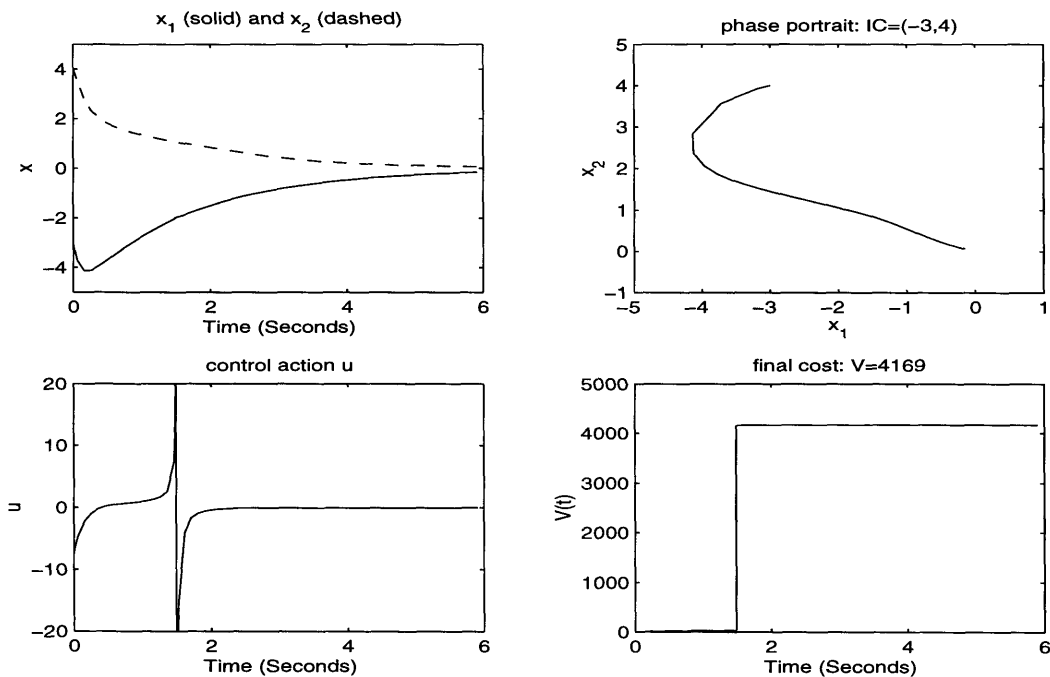 x1 (solid) and x2 (dashed)
4
2
0
−2
−4
x
0 2 4 6
Time (Seconds)
phase portrait: IC=(−3,4)
5
4
3
2
1
0
−1
x2
−5 −4 −3 −2 −1 0 1
x1
control action u
20
10
0
−10
−20
u
0 2 4 6
Time (Seconds)
final cost: V=4169
5000
4000
3000
2000
1000
0
V(t)
0 2 4 6
Time (Seconds)